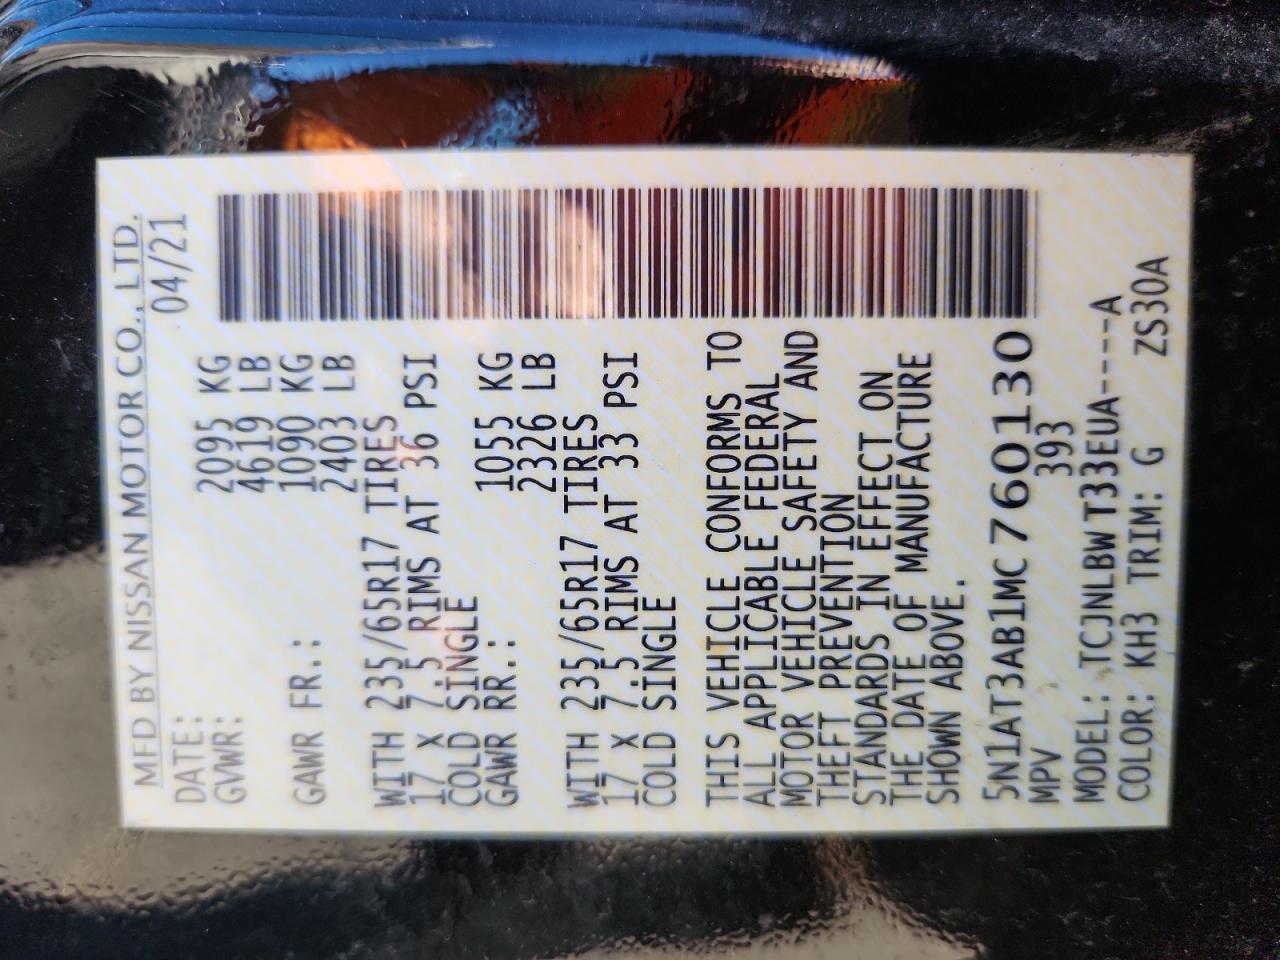 MFD BY NISSAN MOTOR CO., LTD.
DATE: 04/21
GVWR: 2095 KG
4619 LB
GAWR FR.: 1090 KG
2403 LB
WITH 235/65R17 TIRES
17 X 7.5 RIMS AT 36 PSI
COLD SINGLE
GAWR RR.: 1055 KG
2326 LB
WITH 235/65R17 TIRES
17 X 7.5 RIMS AT 33 PSI
COLD SINGLE
THIS VEHICLE CONFORMS TO
ALL APPLICABLE FEDERAL
MOTOR VEHICLE SAFETY AND
THEFT PREVENTION
STANDARDS IN EFFECT ON
THE DATE OF MANUFACTURE
SHOWN ABOVE.
5N1AT3AB1MC760130
MPV 393
MODEL: TCJNLBW T33EUA----A
COLOR: KH3 TRIM: G ZS30A